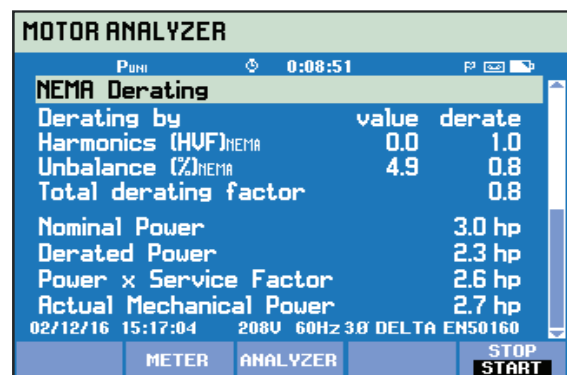 MOTOR ANALYZER
PUNI 0:08:51
NEMA Derating
Derating by value derate
Harmonics (HVF)NEMA 0.0 1.0
Unbalance (%)NEMA 4.9 0.8
Total derating factor 0.8
Nominal Power 3.0 hp
Derated Power 2.3 hp
Power x Service Factor 2.6 hp
Actual Mechanical Power 2.7 hp
02/12/16 15:17:04 208V 60Hz 3Ø DELTA EN50160
METER ANALYZER STOP
START